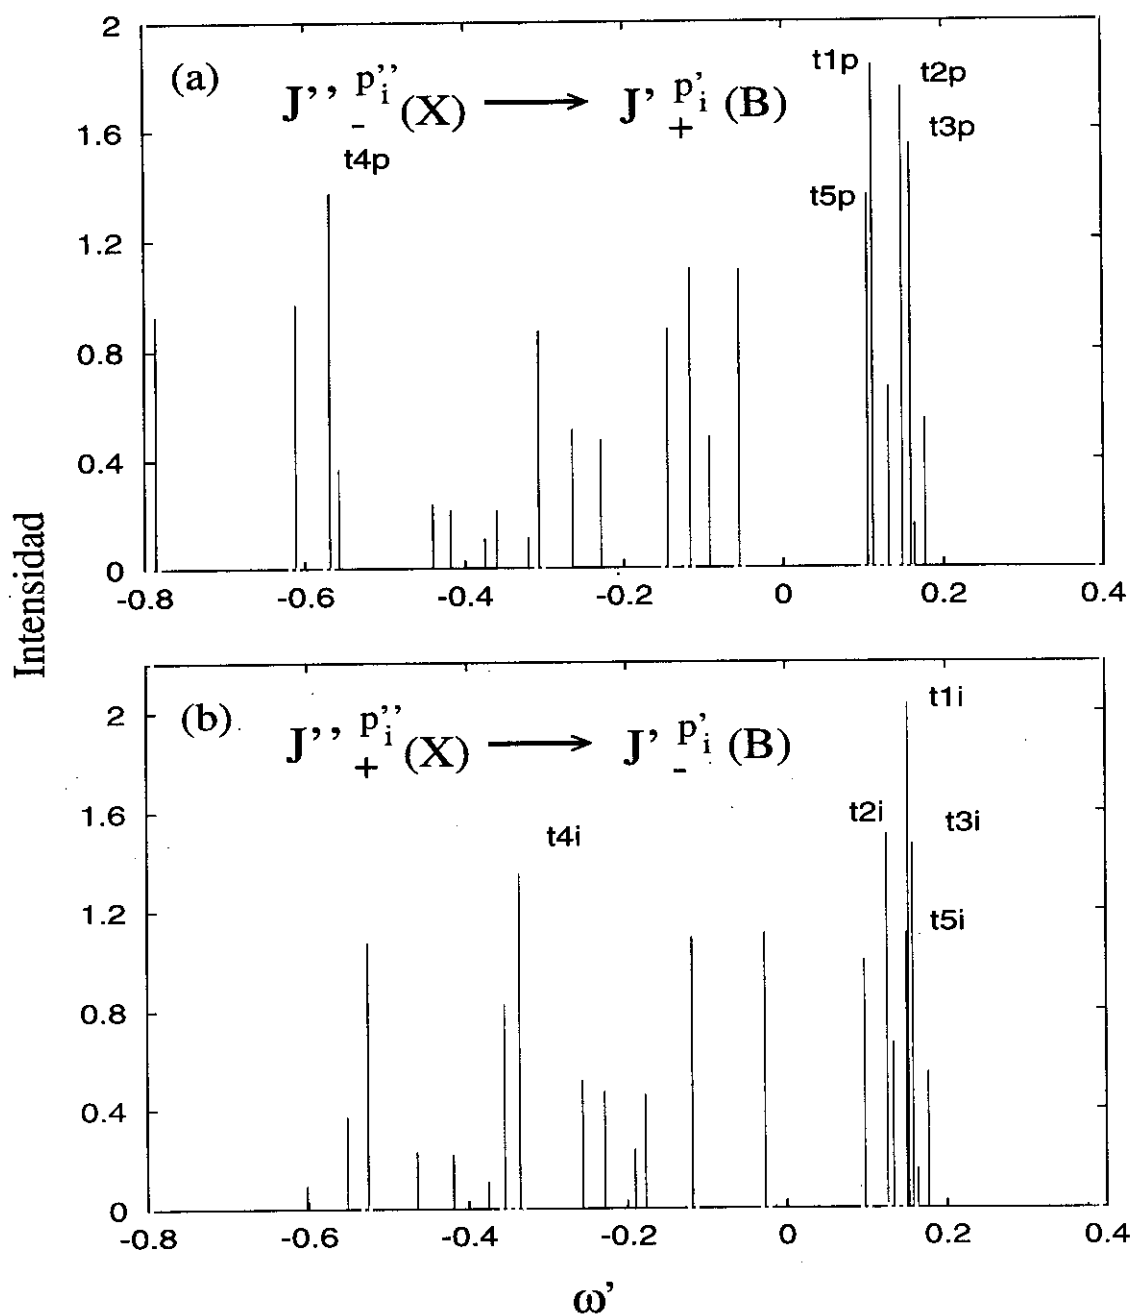 2
(a)
J’’ p’’i - (X) → J’ p’i + (B)
t1p
t2p
1.6
t3p
t4p
t5p
1.2
0.8
0.4
0
-0.8 -0.6 -0.4 -0.2 0 0.2 0.4
Intensidad
(b)
J’’ p’’i + (X) → J’ p’i - (B)
2
t1i
1.6
t2i
t3i
t4i
1.2
t5i
0.8
0.4
0
-0.8 -0.6 -0.4 -0.2 0 0.2 0.4
ω’